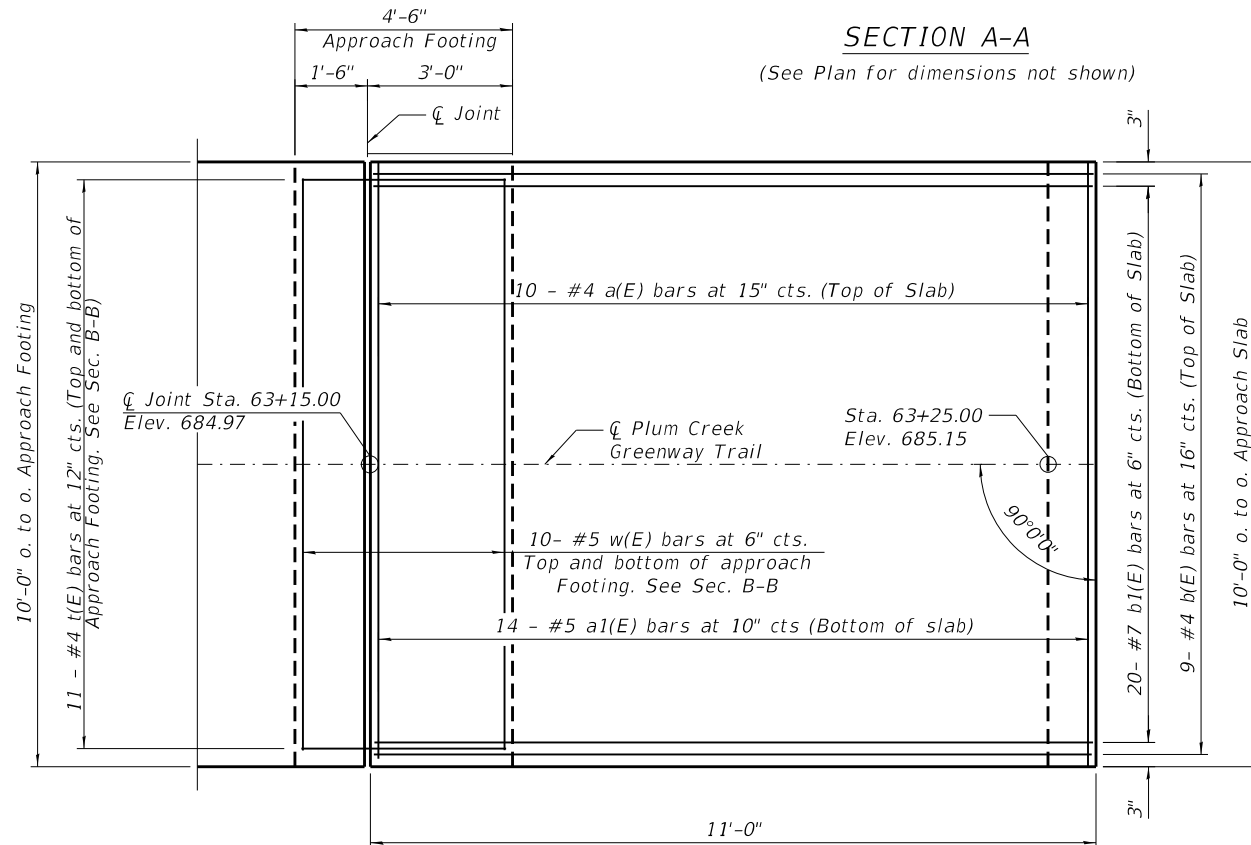 4'-6"
Approach Footing
1'-6"
3'-0"
℄ Joint
SECTION A-A
(See Plan for dimensions not shown)
3"
10'-0" o. to o. Approach Footing
11 - #4 t(E) bars at 12" cts. (Top and bottom of
Approach Footing. See Sec. B-B)
10 - #4 a(E) bars at 15" cts. (Top of Slab)
℄ Joint Sta. 63+15.00
Elev. 684.97
℄ Plum Creek
Greenway Trail
Sta. 63+25.00
Elev. 685.15
90°0'0"
10- #5 w(E) bars at 6" cts.
Top and bottom of approach
Footing. See Sec. B-B
14 - #5 a1(E) bars at 10" cts (Bottom of slab)
20- #7 b1(E) bars at 6" cts. (Bottom of Slab)
9- #4 b(E) bars at 16" cts. (Top of Slab)
10'-0" o. to o. Approach Slab
3"
11'-0"